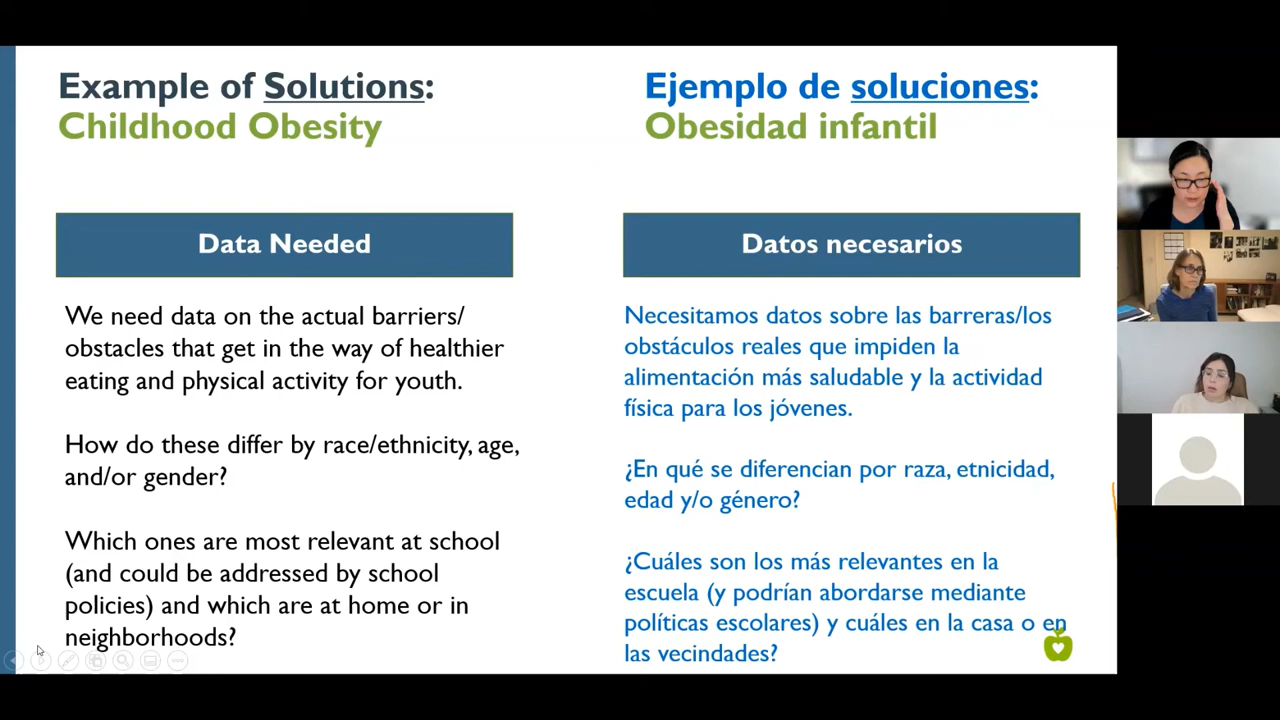 Example of Solutions:
Childhood Obesity
Data Needed
We need data on the actual barriers/
obstacles that get in the way of healthier
eating and physical activity for youth.
How do these differ by race/ethnicity, age,
and/or gender?
Which ones are most relevant at school
(and could be addressed by school
policies) and which are at home or in
neighborhoods?
Ejemplo de soluciones:
Obesidad infantil
Datos necesarios
Necesitamos datos sobre las barreras/los
obstáculos reales que impiden la
alimentación más saludable y la actividad
física para los jóvenes.
¿En qué se diferencian por raza, etnicidad,
edad y/o género?
¿Cuáles son los más relevantes en la
escuela (y podrían abordarse mediante
políticas escolares) y cuáles en la casa o en
las vecindades?